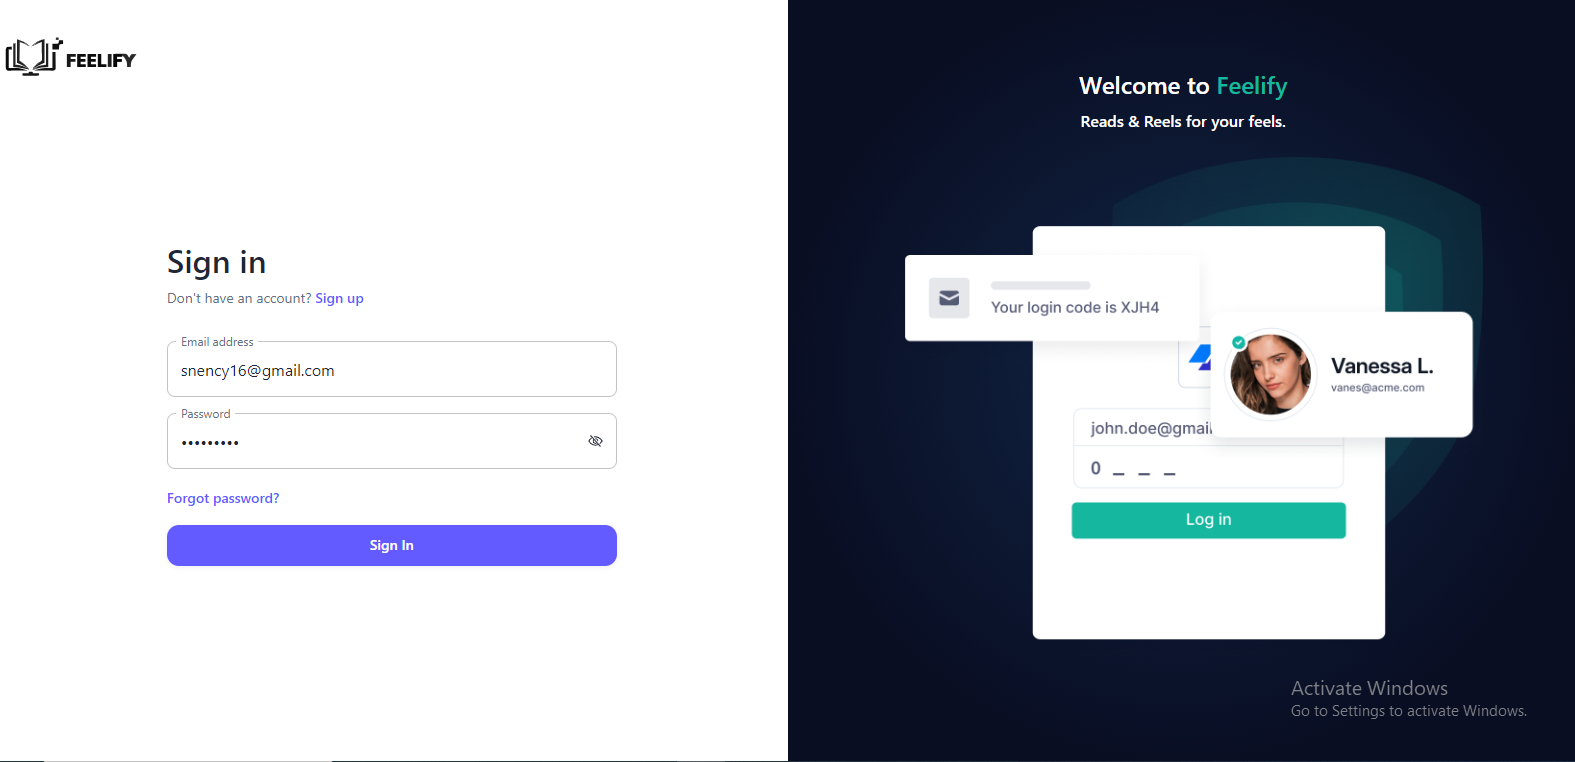 FEELIFY
Sign in
Don't have an account? Sign up
Email address
snency16@gmail.com
Password
•••••••••
Forgot password?
Sign In
Welcome to Feelify
Reads & Reels for your feels.
Your login code is XJH4
Vanessa L.
vanes@acme.com
john.doe@gmail
0 _ _ _
Log in
Activate Windows
Go to Settings to activate Windows.